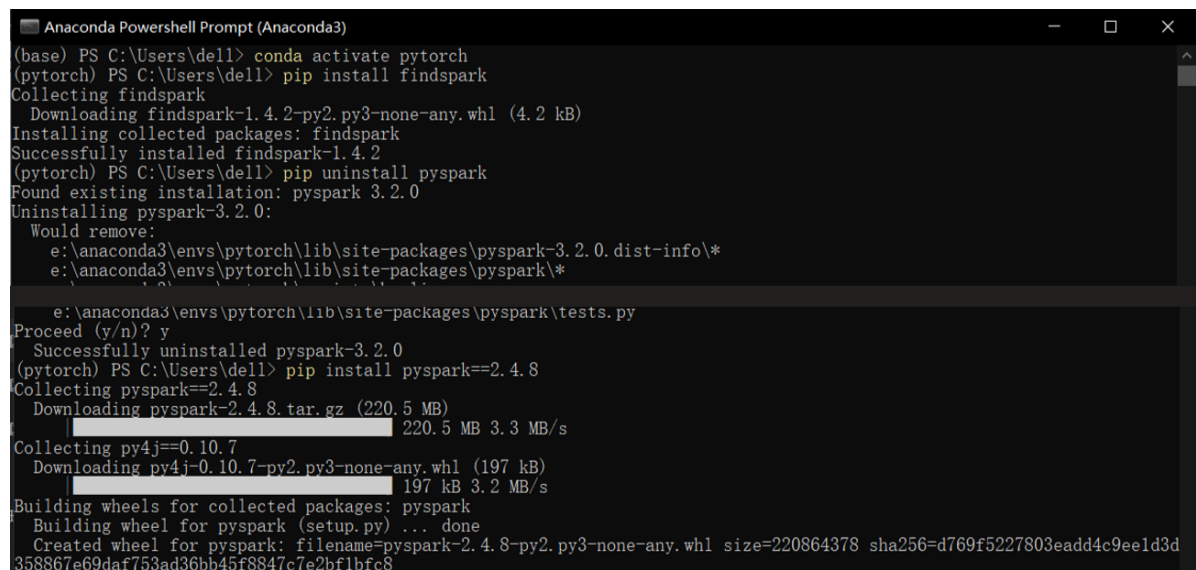 Anaconda Powershell Prompt (Anaconda3)
(base) PS C:\Users\dell> conda activate pytorch
(pytorch) PS C:\Users\dell> pip install findspark
Collecting findspark
  Downloading findspark-1.4.2-py2.py3-none-any.whl (4.2 kB)
Installing collected packages: findspark
Successfully installed findspark-1.4.2
(pytorch) PS C:\Users\dell> pip uninstall pyspark
Found existing installation: pyspark 3.2.0
Uninstalling pyspark-3.2.0:
  Would remove:
    e:\anaconda3\envs\pytorch\lib\site-packages\pyspark-3.2.0.dist-info\*
    e:\anaconda3\envs\pytorch\lib\site-packages\pyspark\*
    e:\anaconda3\envs\pytorch\lib\site-packages\pyspark\tests.py
Proceed (y/n)? y
  Successfully uninstalled pyspark-3.2.0
(pytorch) PS C:\Users\dell> pip install pyspark==2.4.8
Collecting pyspark==2.4.8
  Downloading pyspark-2.4.8.tar.gz (220.5 MB)
     | 220.5 MB 3.3 MB/s
Collecting py4j==0.10.7
  Downloading py4j-0.10.7-py2.py3-none-any.whl (197 kB)
     | 197 kB 3.2 MB/s
Building wheels for collected packages: pyspark
  Building wheel for pyspark (setup.py) ... done
  Created wheel for pyspark: filename=pyspark-2.4.8-py2.py3-none-any.whl size=220864378 sha256=d769f5227803eadd4c9ee1d3d
358867e69daf753ad36bb45f8847c7e2bf1bfc8